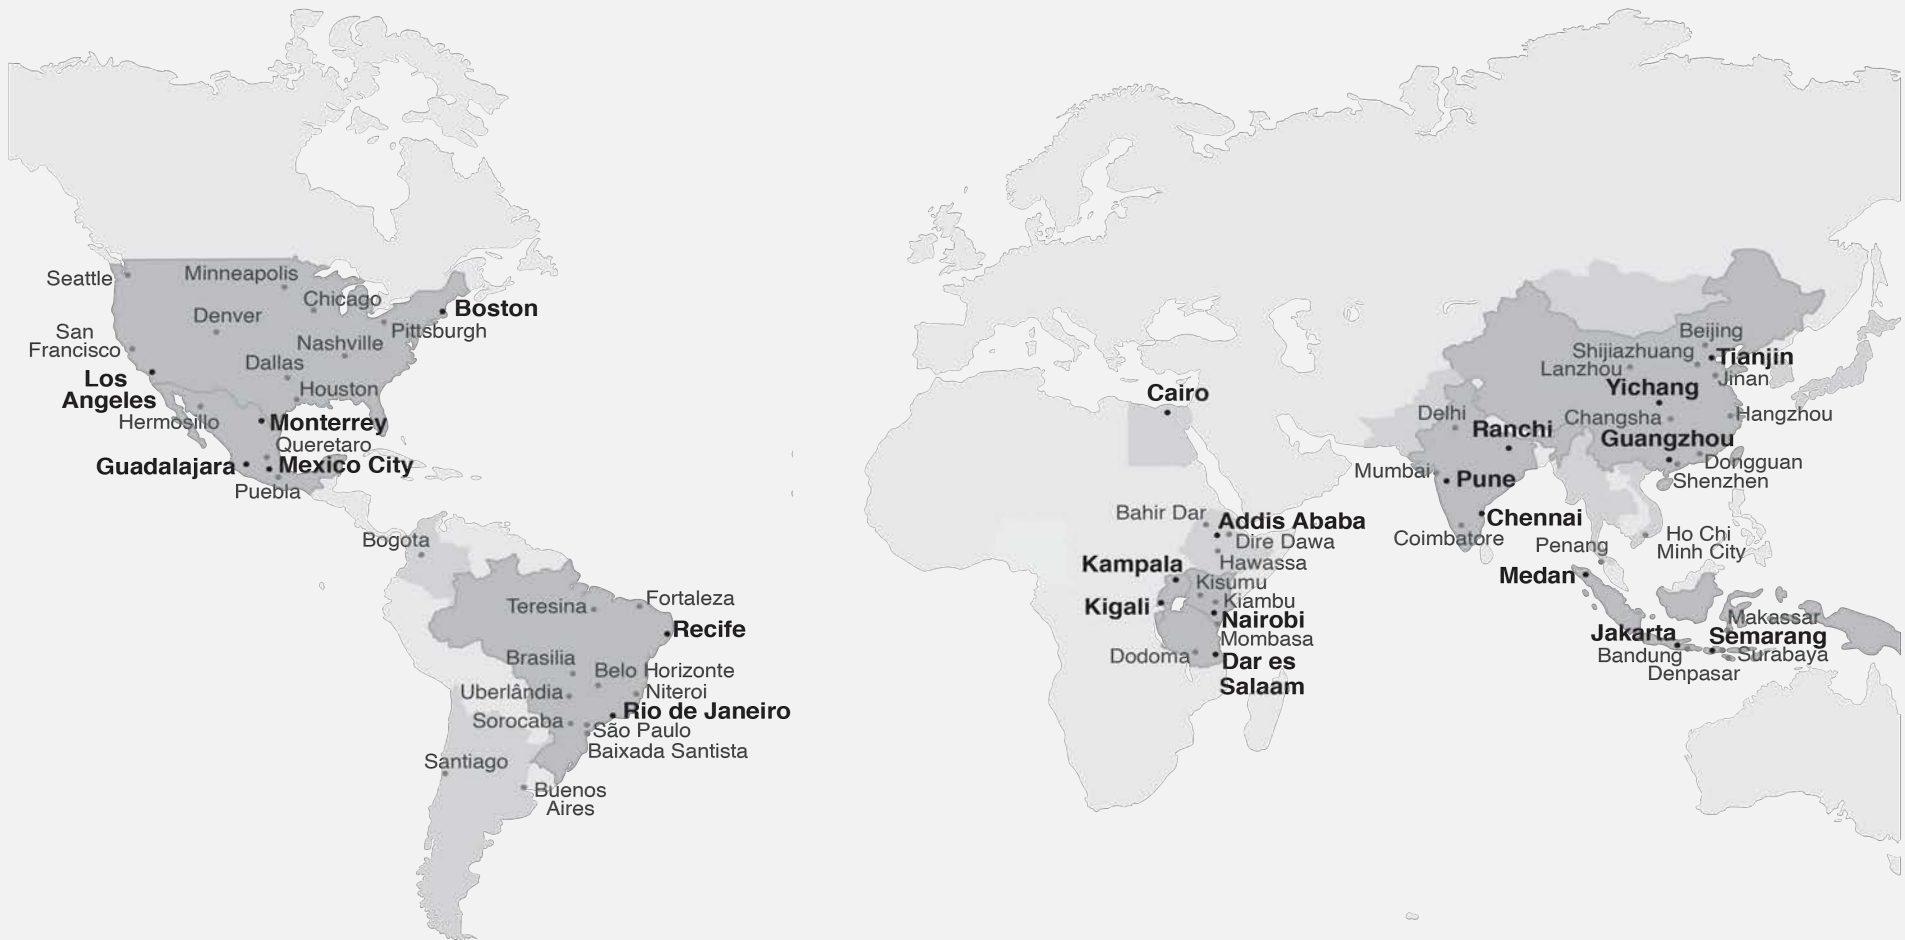 Seattle
Minneapolis
Chicago
Boston
Denver
Pittsburgh
San
Francisco
Nashville
Dallas
Los
Angeles
Houston
Hermosillo
Monterrey
Queretaro
Guadalajara
Mexico City
Puebla
Bogota
Teresina
Fortaleza
Recife
Brasilia
Belo Horizonte
Uberlândia
Niteroi
Rio de Janeiro
Sorocaba
São Paulo
Baixada Santista
Santiago
Buenos
Aires
Cairo
Bahir Dar
Addis Ababa
Dire Dawa
Hawassa
Kampala
Kisumu
Kigali
Kiambu
Nairobi
Mombasa
Dodoma
Dar es
Salaam
Beijing
Shijiazhuang
Tianjin
Lanzhou
Jinan
Yichang
Delhi
Changsha
Hangzhou
Ranchi
Guangzhou
Mumbai
Dongguan
Pune
Shenzhen
Chennai
Coimbatore
Ho Chi
Minh City
Penang
Medan
Makassar
Jakarta
Semarang
Bandung
Surabaya
Denpasar